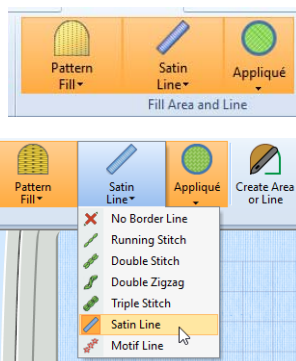 Pattern
Fill
Satin
Line
Appliqué
Fill Area and Line
Pattern
Fill
Satin
Line
Appliqué
Create Area
or Line
No Border Line
Running Stitch
Double Stitch
Double Zigzag
Triple Stitch
Satin Line
Motif Line